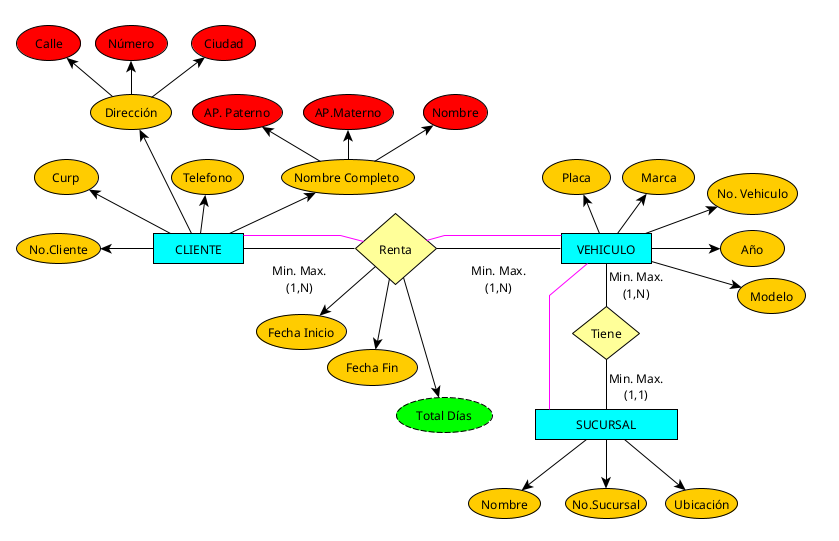 Calle
Número
Ciudad
Dirección
AP. Paterno
AP.Materno
Nombre
Curp
Telefono
Nombre Completo
Placa
Marca
No. Vehiculo
No.Cliente
CLIENTE
Renta
VEHICULO
Año
Min. Max.
(1,N)
Min. Max.
(1,N)
Min. Max.
(1,N)
Modelo
Fecha Inicio
Tiene
Fecha Fin
Min. Max.
(1,1)
Total Días
SUCURSAL
Nombre
No.Sucursal
Ubicación